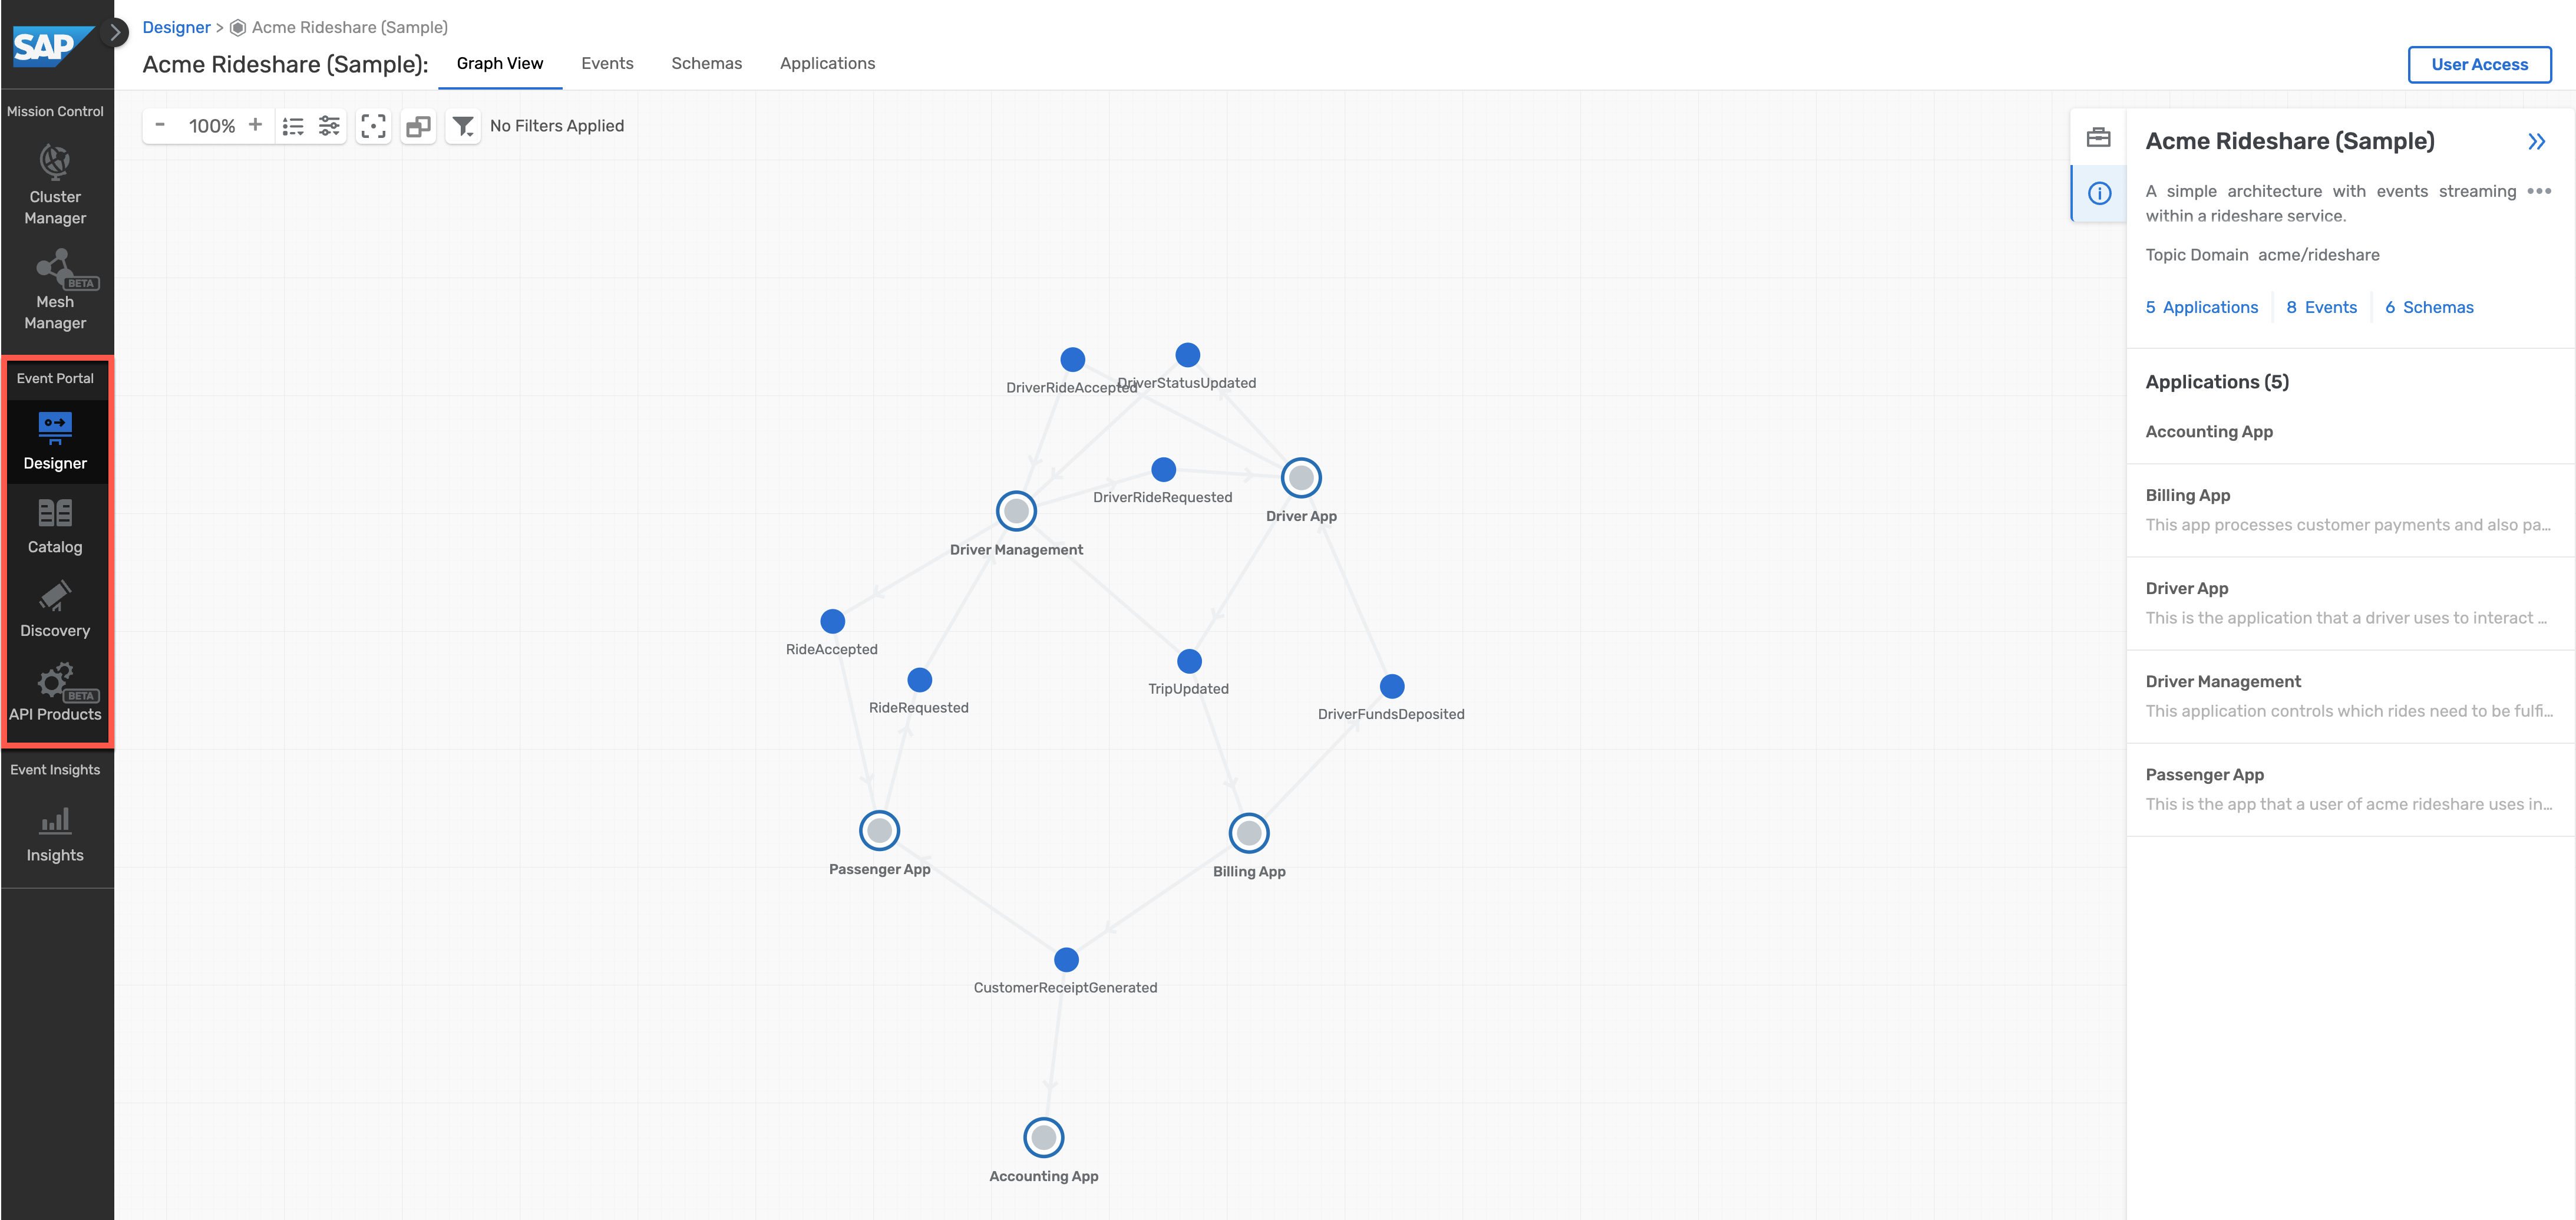 SAP
Designer > Acme Rideshare (Sample)
Acme Rideshare (Sample):
Graph View
Events
Schemas
Applications
User Access
Mission Control
Cluster
Manager
BETA
Mesh
Manager
Event Portal
Designer
Catalog
Discovery
BETA
API Products
Event Insights
Insights
- 100% +
No Filters Applied
DriverRideAccepted
DriverStatusUpdated
DriverRideRequested
Driver App
Driver Management
RideAccepted
RideRequested
TripUpdated
DriverFundsDeposited
Passenger App
Billing App
CustomerReceiptGenerated
Accounting App
Acme Rideshare (Sample)
A simple architecture with events streaming
within a rideshare service.
Topic Domain acme/rideshare
5 Applications
8 Events
6 Schemas
Applications (5)
Accounting App
Billing App
This app processes customer payments and also pa...
Driver App
This is the application that a driver uses to interact ...
Driver Management
This application controls which rides need to be fulfi...
Passenger App
This is the app that a user of acme rideshare uses in...